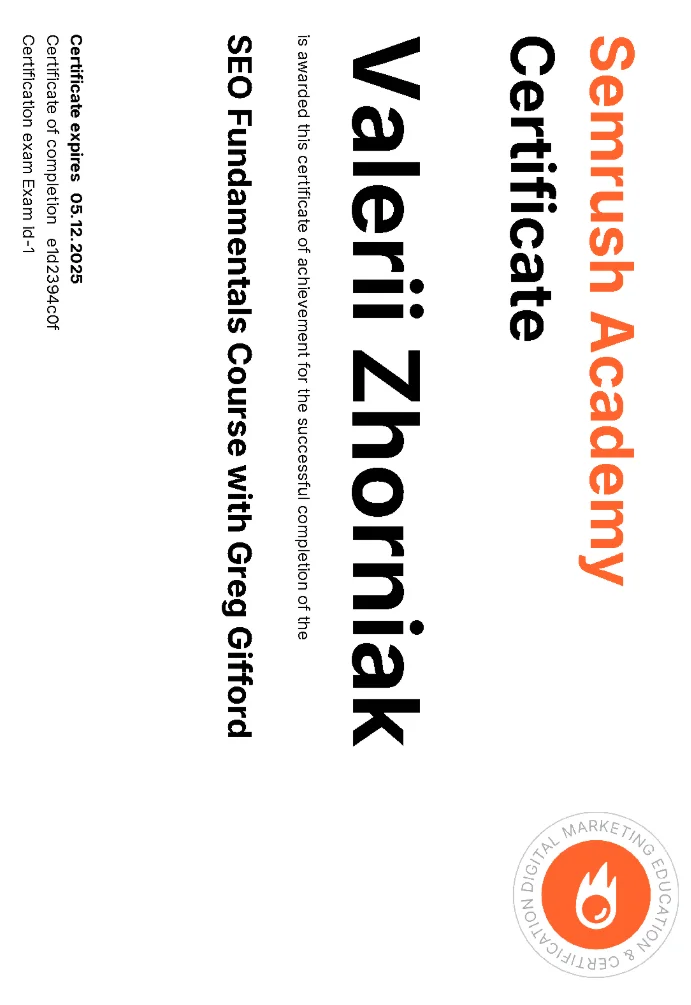 Semrush Academy
Certificate
Valerii Zhorniak
is awarded this certificate of achievement for the successful completion of the
SEO Fundamentals Course with Greg Gifford
Certificate expires 05.12.2025
Certificate of completion e1d2394c0f
Certification exam Exam Id-1
DIGITAL MARKETING EDUCATION & CERTIFICATION